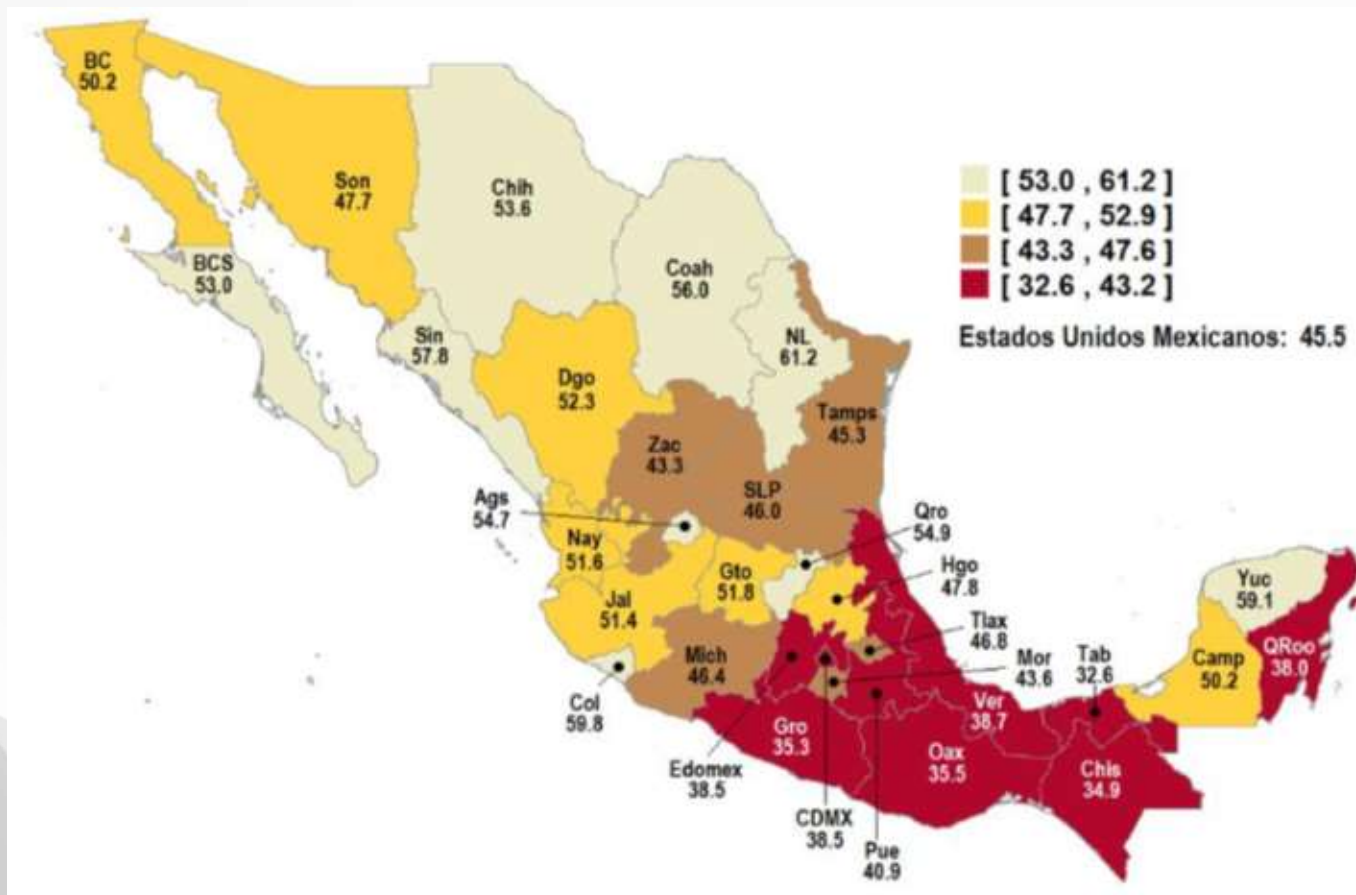 BC
50.2
Son
47.7
Chih
53.6
BCS
53.0
Coah
56.0
Sin
57.8
NL
61.2
Dgo
52.3
Tamps
45.3
Zac
43.3
SLP
46.0
Ags
54.7
Nay
51.6
Gto
51.8
Qro
54.9
Hgo
47.8
Jal
51.4
Tlax
46.8
Mich
46.4
Mor
43.6
Tab
32.6
Yuc
59.1
QRoo
38.0
Camp
50.2
Col
59.8
Gro
35.3
Ver
38.7
Oax
35.5
Chis
34.9
Edomex
38.5
CDMX
38.5
Pue
40.9
[ 53.0 , 61.2 ]
[ 47.7 , 52.9 ]
[ 43.3 , 47.6 ]
[ 32.6 , 43.2 ]
Estados Unidos Mexicanos: 45.5